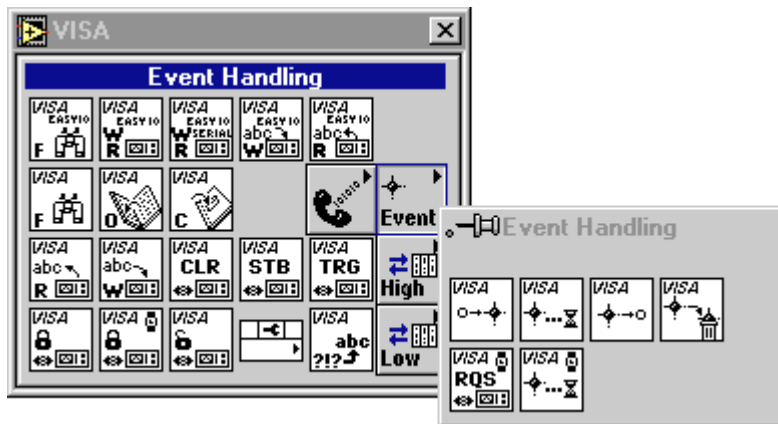 VISA
Event Handling
VISA VISA VISA VISA VISA
EASY IO EASY IO EASY IO EASY IO EASY IO
W W SERIAL abc abc
F R R W R
VISA VISA VISA
F O C Event
Event Handling
VISA VISA VISA VISA VISA
abc abc CLR STB TRG
R W High
VISA VISA VISA VISA
VISA VISA VISA VISA
abc
?!? Low
VISA VISA
RQS